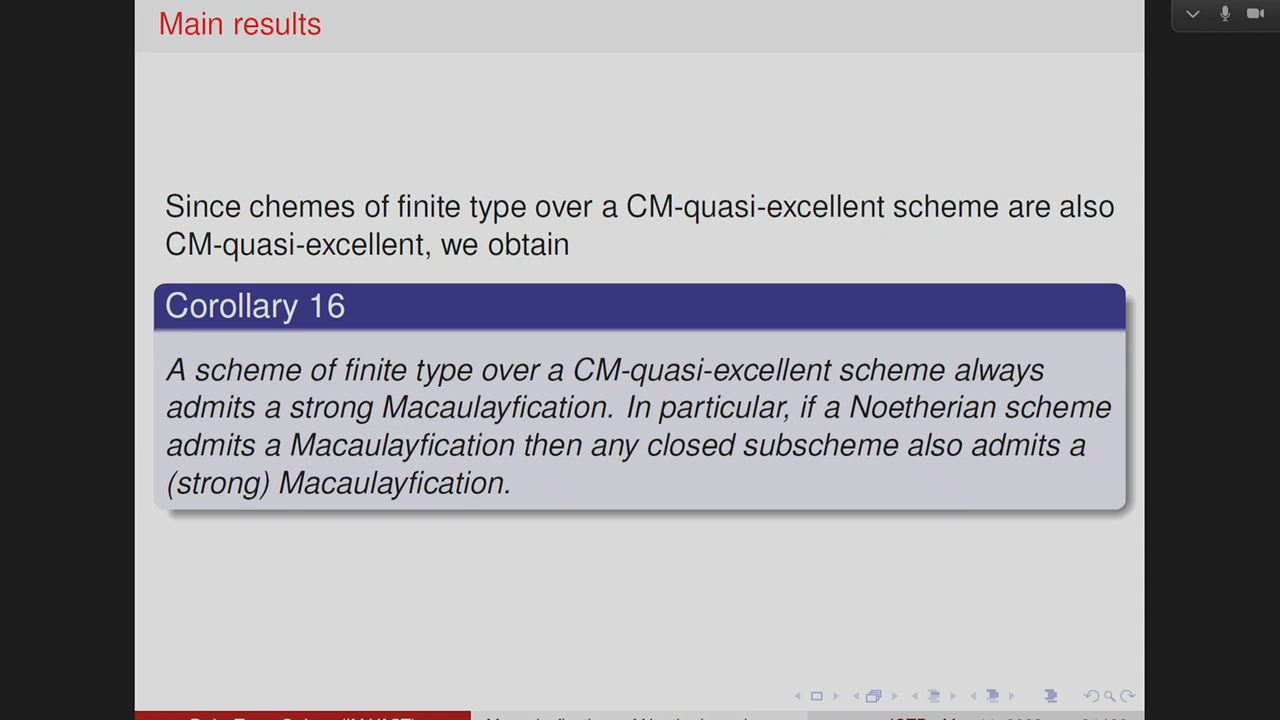 Main results
Since chemes of finite type over a CM-quasi-excellent scheme are also
CM-quasi-excellent, we obtain
Corollary 16
A scheme of finite type over a CM-quasi-excellent scheme always
admits a strong Macaulayfication. In particular, if a Noetherian scheme
admits a Macaulayfication then any closed subscheme also admits a
(strong) Macaulayfication.